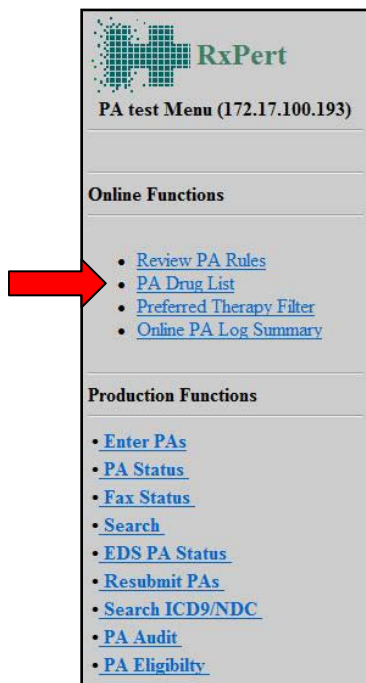 RxPert
PA test Menu (172.17.100.193)
Online Functions
• Review PA Rules
• PA Drug List
• Preferred Therapy Filter
• Online PA Log Summary
Production Functions
• Enter PAs
• PA Status
• Fax Status
• Search
• EDS PA Status
• Resubmit PAs
• Search ICD9/NDC
• PA Audit
• PA Eligibilty